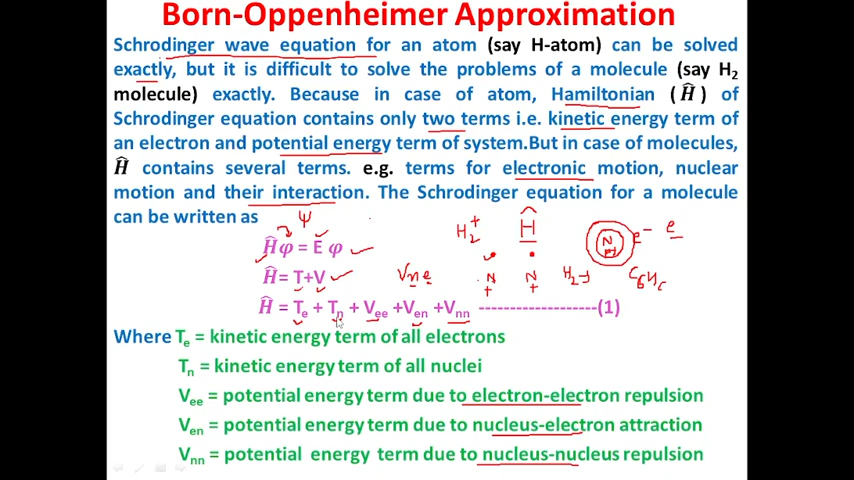 Born-Oppenheimer Approximation
Schrodinger wave equation for an atom (say H-atom) can be solved
exactly, but it is difficult to solve the problems of a molecule (say H₂
molecule) exactly. Because in case of atom, Hamiltonian ( Ĥ ) of
Schrodinger equation contains only two terms i.e. kinetic energy term of
an electron and potential energy term of system.But in case of molecules,
Ĥ contains several terms. e.g. terms for electronic motion, nuclear
motion and their interaction. The Schrodinger equation for a molecule
can be written as
Ψ
H₂⁺ Ĥ N e⁻ e
Ĥφ = E φ
Ĥ= T+V
Vne N N C₆H₆
+ +
Ĥ = Tₑ + Tₙ + Vₑₑ +Vₑₙ +Vₙₙ -------------------(1)
Where Tₑ = kinetic energy term of all electrons
Tₙ = kinetic energy term of all nuclei
Vₑₑ = potential energy term due to electron-electron repulsion
Vₑₙ = potential energy term due to nucleus-electron attraction
Vₙₙ = potential energy term due to nucleus-nucleus repulsion